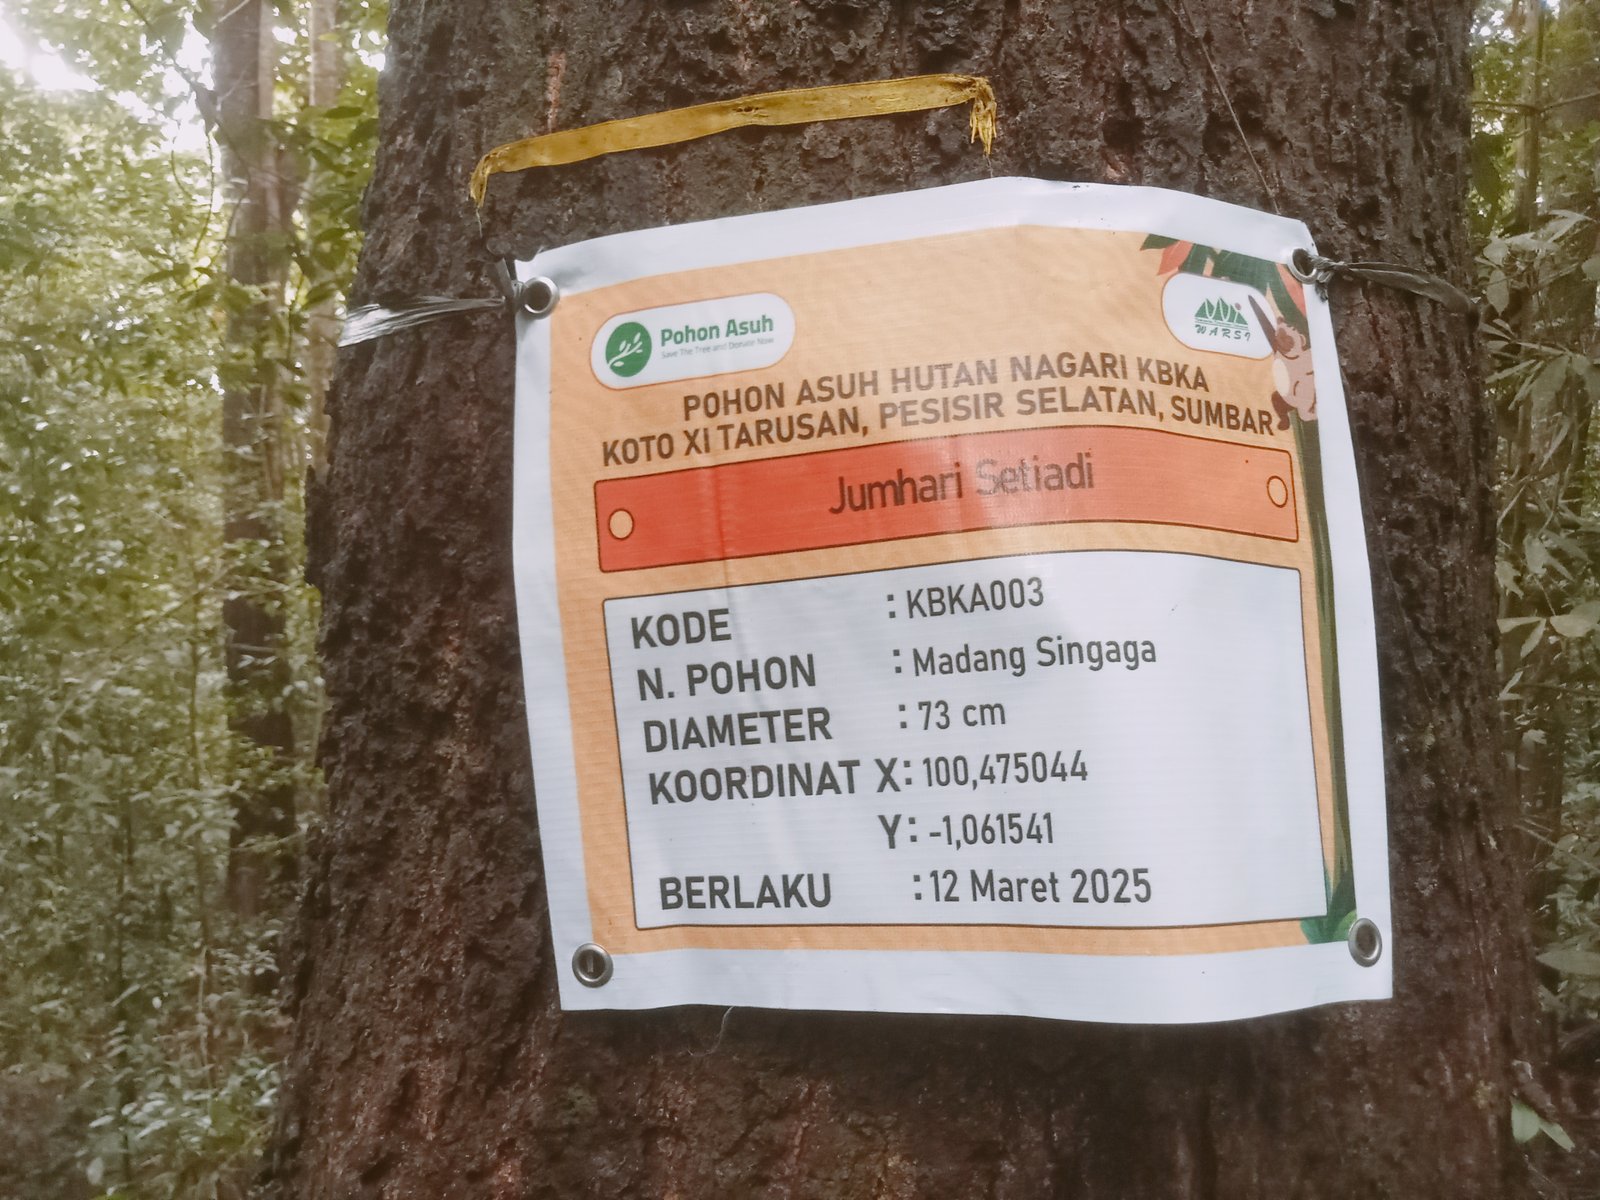 Pohon Asuh
Save The Tree and Donate Now
WARSI
POHON ASUH HUTAN NAGARI KBKA
KOTO XI TARUSAN, PESISIR SELATAN, SUMBAR
Jumhari Setiadi
KODE : KBKA003
N. POHON : Madang Singaga
DIAMETER : 73 cm
KOORDINAT X : 100,475044
Y : -1,061541
BERLAKU : 12 Maret 2025